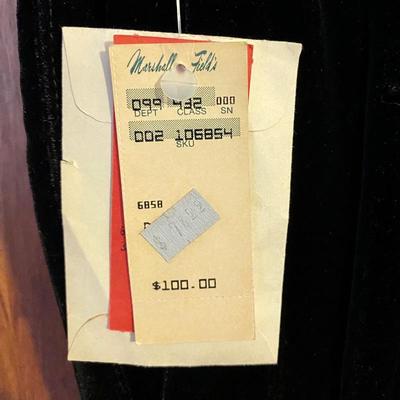 Marshall Field's
099 432 000
DEPT CLASS SN
002 106854
SKU
6858
$100.00